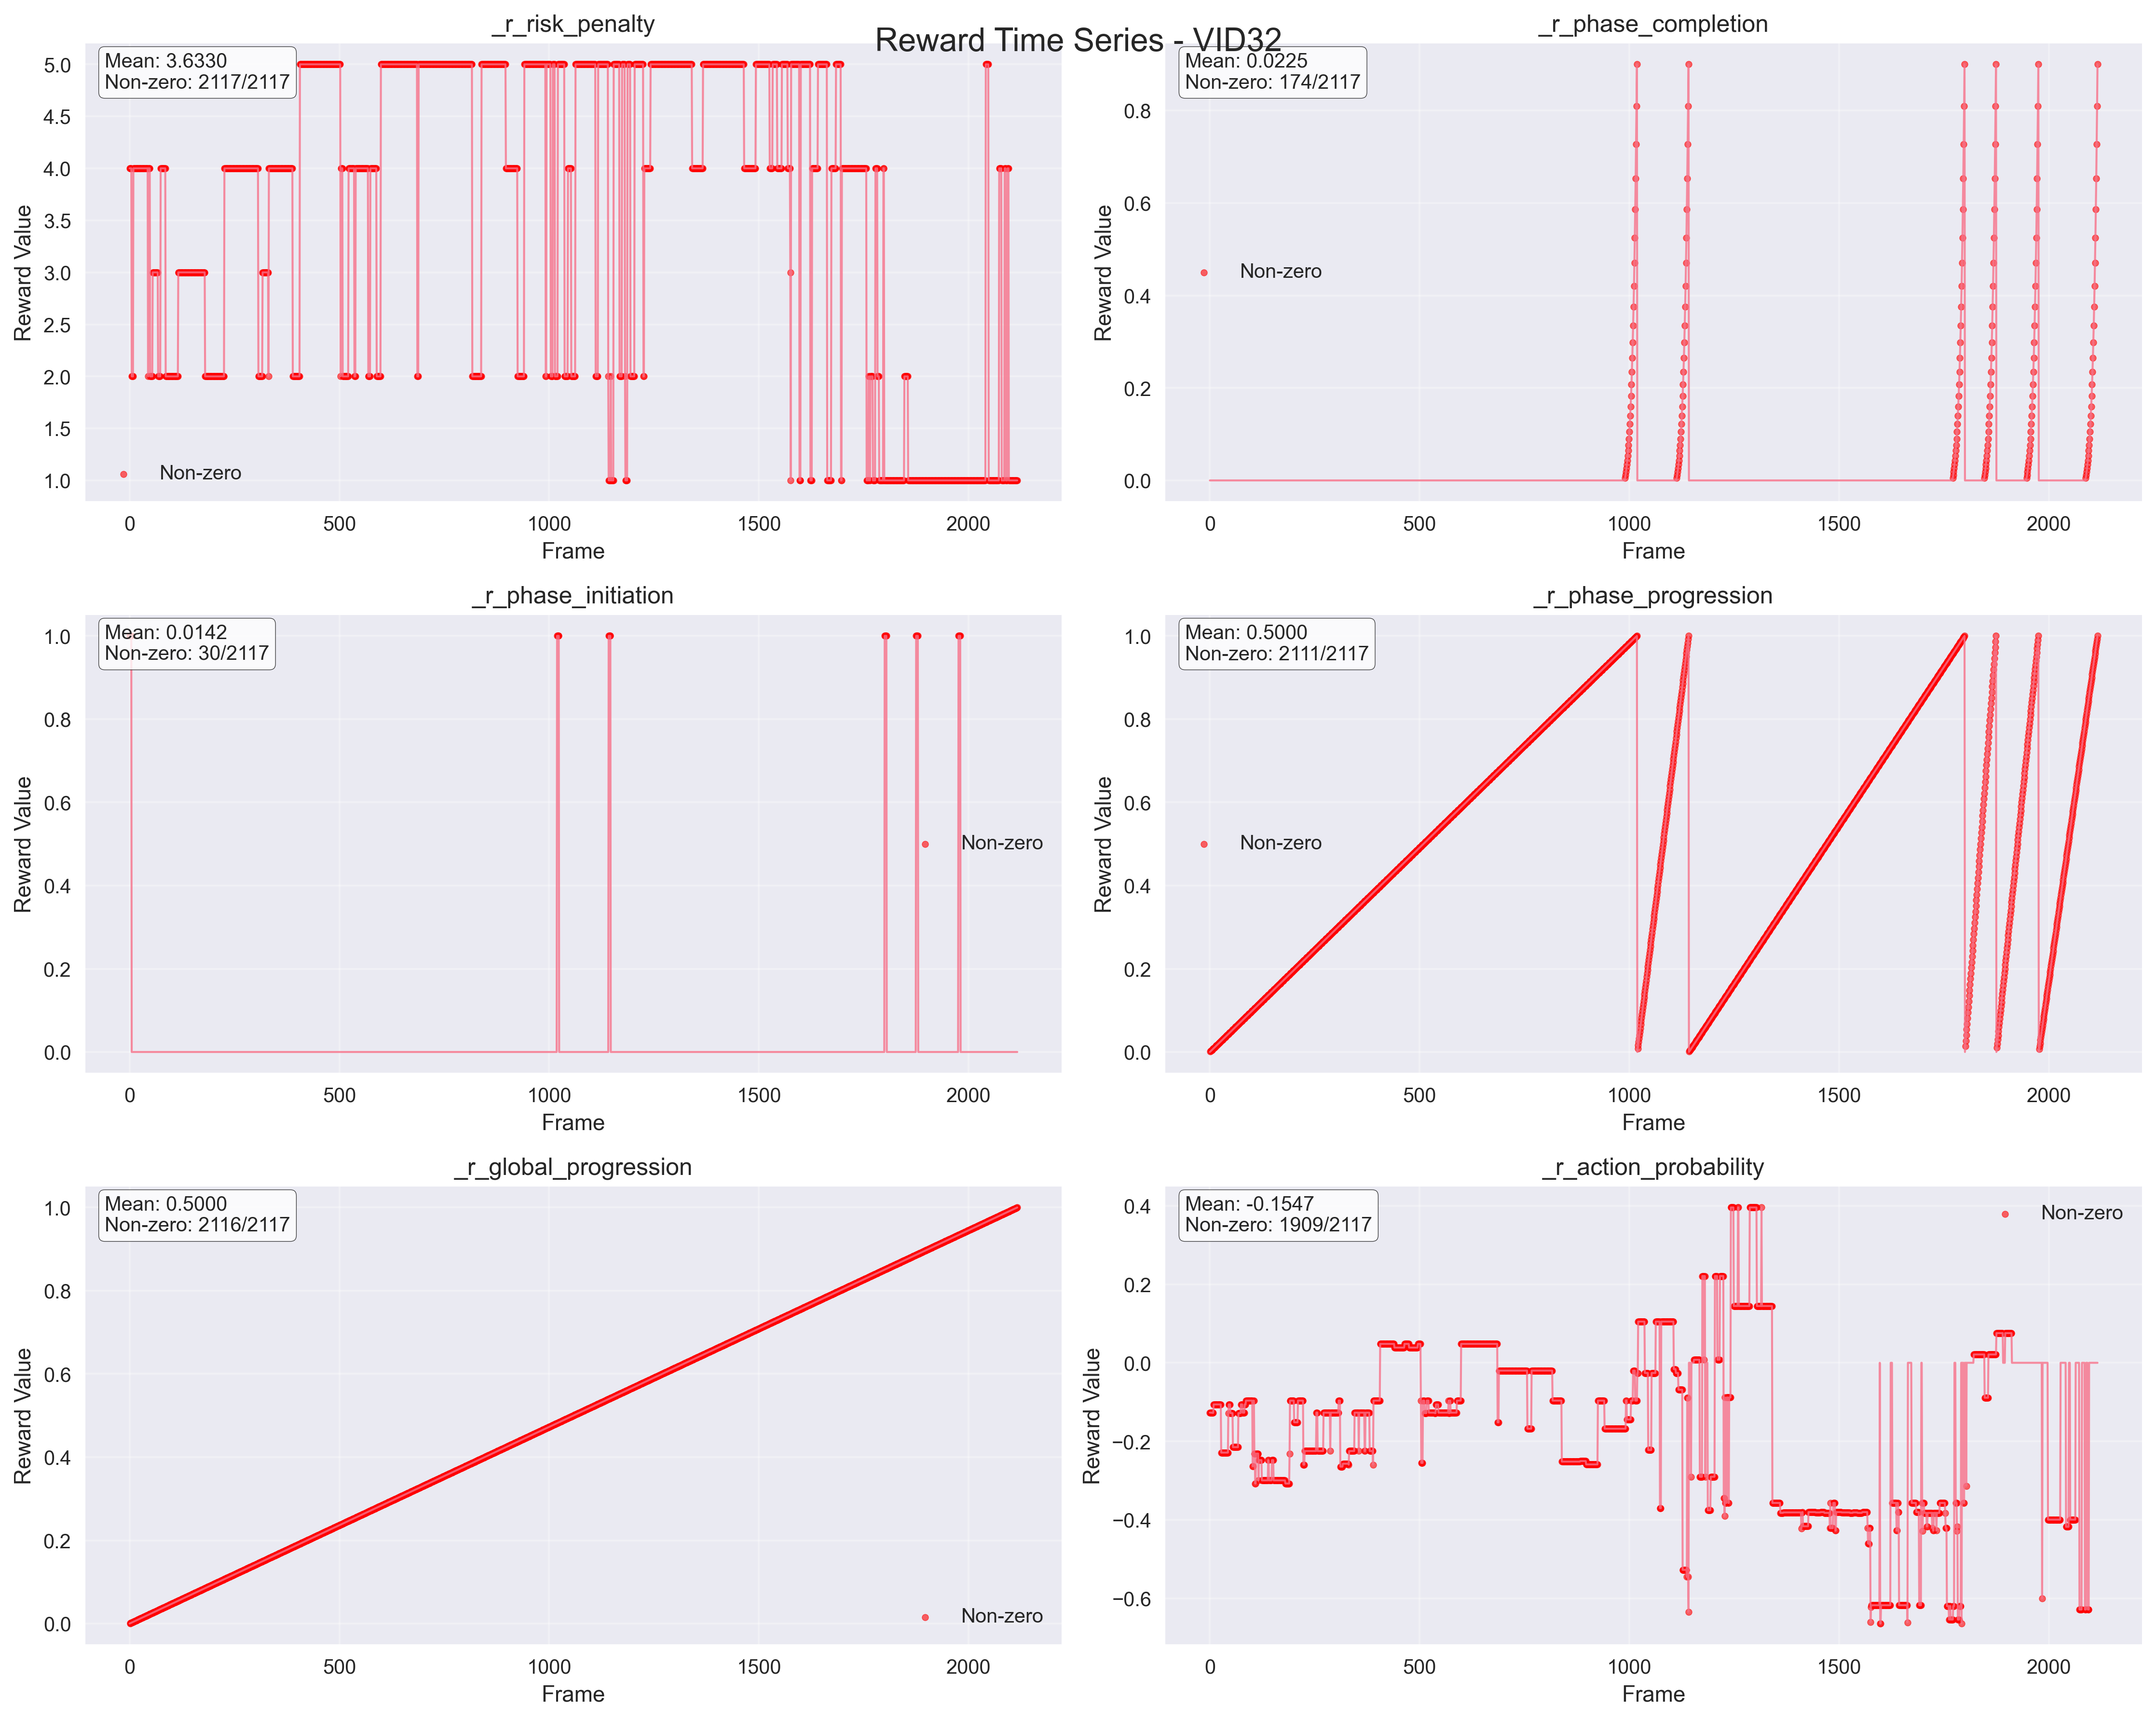 Reward Time Series - VID32
_r_risk_penalty
Mean: 3.6330
Non-zero: 2117/2117
5.0
4.5
4.0
3.5
3.0
2.5
2.0
1.5
1.0
Reward Value
Non-zero
0 500 1000 1500 2000
Frame
_r_phase_completion
Mean: 0.0225
Non-zero: 174/2117
0.8
0.6
0.4
0.2
0.0
Reward Value
Non-zero
0 500 1000 1500 2000
Frame
_r_phase_initiation
Mean: 0.0142
Non-zero: 30/2117
1.0
0.8
0.6
0.4
0.2
0.0
Reward Value
Non-zero
0 500 1000 1500 2000
Frame
_r_phase_progression
Mean: 0.5000
Non-zero: 2111/2117
1.0
0.8
0.6
0.4
0.2
0.0
Reward Value
Non-zero
0 500 1000 1500 2000
Frame
_r_global_progression
Mean: 0.5000
Non-zero: 2116/2117
1.0
0.8
0.6
0.4
0.2
0.0
Reward Value
Non-zero
0 500 1000 1500 2000
Frame
_r_action_probability
Mean: -0.1547
Non-zero: 1909/2117
0.4
0.2
0.0
−0.2
−0.4
−0.6
Reward Value
Non-zero
0 500 1000 1500 2000
Frame